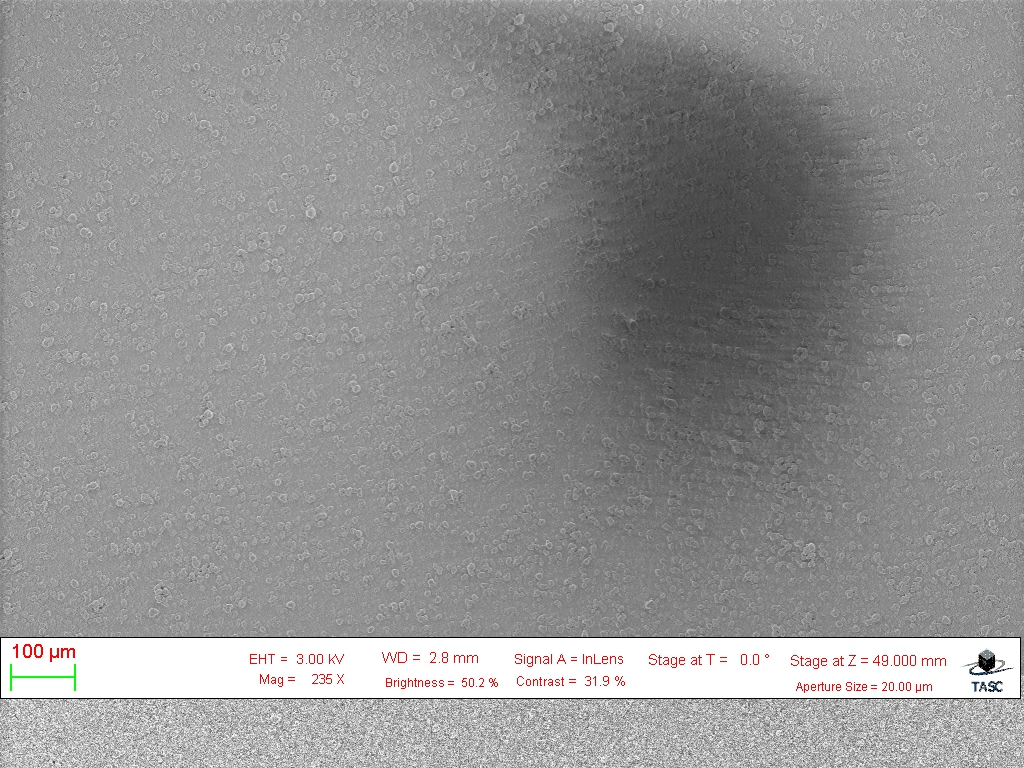 100 µm
EHT = 3.00 kV WD = 2.8 mm Signal A = InLens Stage at T = 0.0 ° Stage at Z = 49.000 mm
Mag = 235 X Brightness = 50.2 % Contrast = 31.9 % Aperture Size = 20.00 µm
TASC